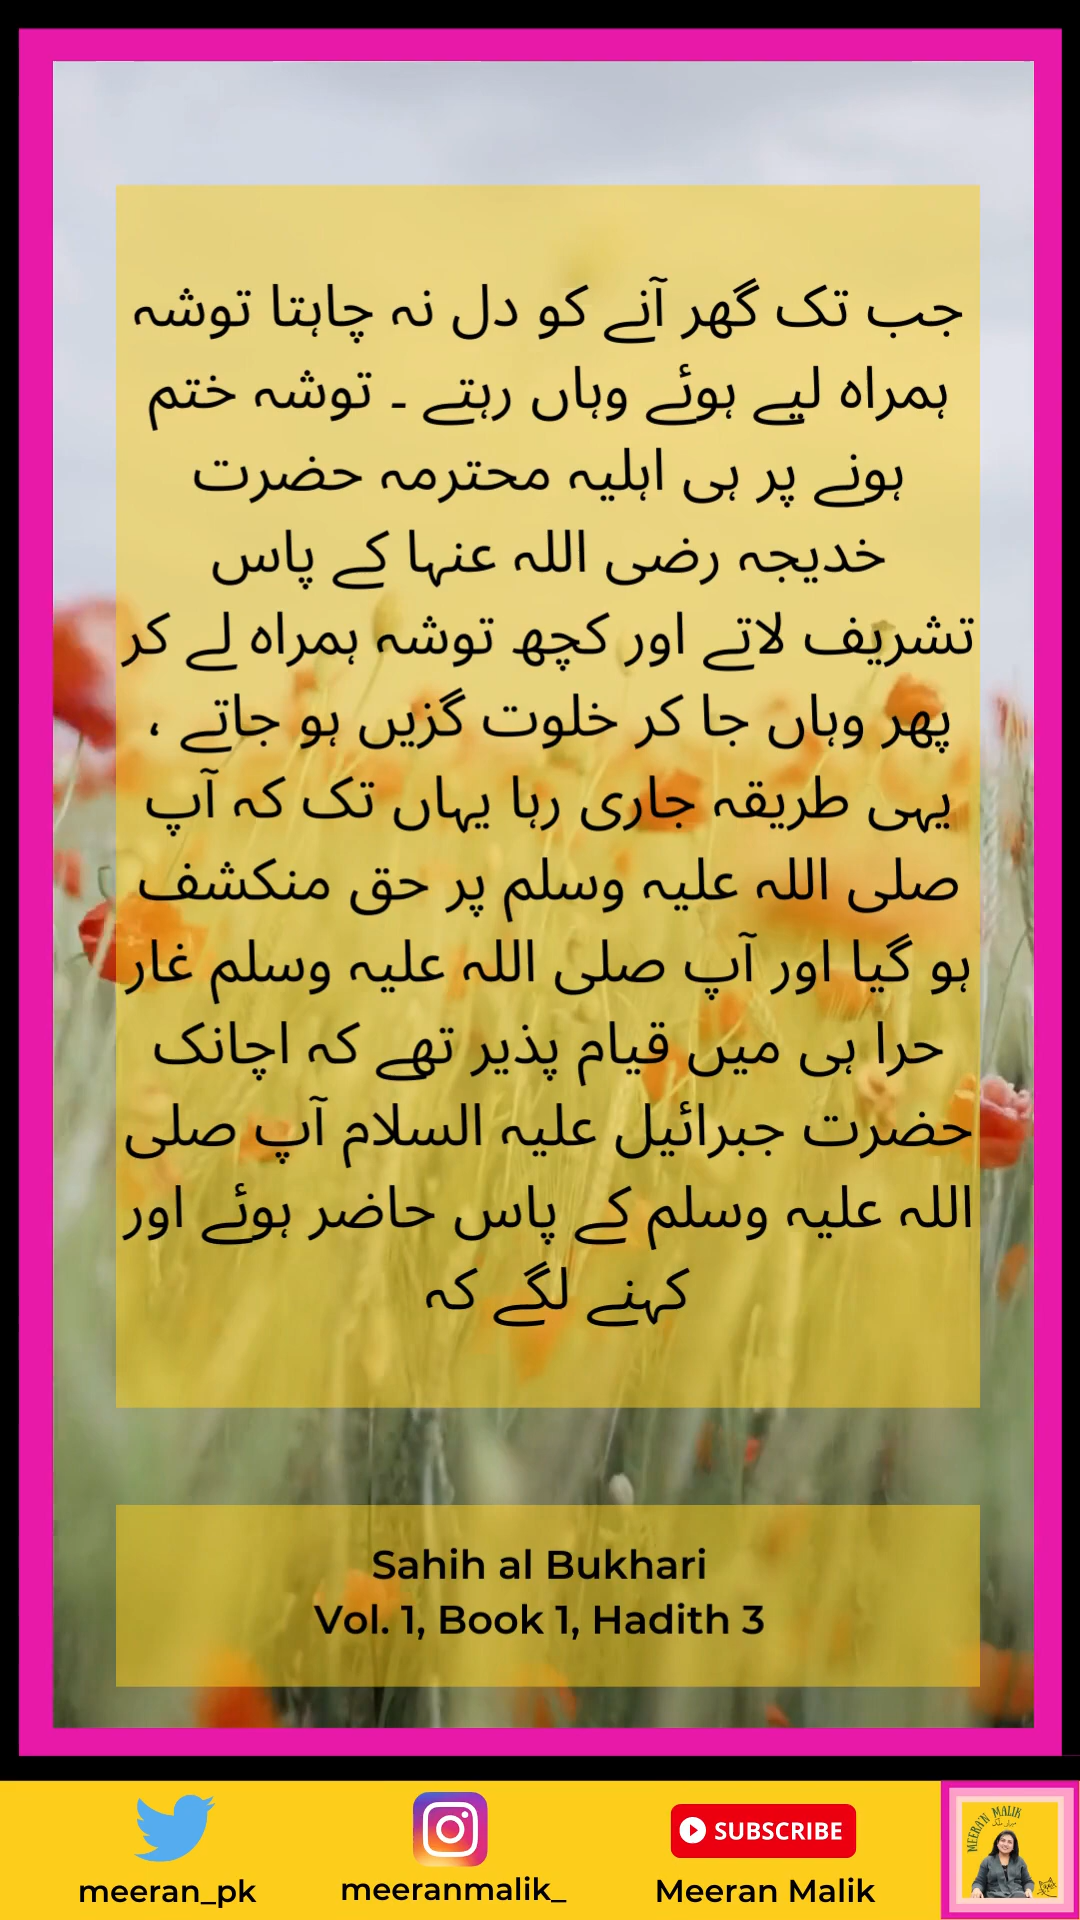 جب تک گھر آنے کو دل نہ چاہتا توشہ
ہمراہ لیے ہوئے وہاں رہتے ۔ توشہ ختم
ہونے پر ہی اہلیہ محترمہ حضرت
خدیجہ رضی اللہ عنہا کے پاس
تشریف لاتے اور کچھ توشہ ہمراہ لے کر
پھر وہاں جا کر خلوت گزیں ہو جاتے ،
یہی طریقہ جاری رہا یہاں تک کہ آپ
صلی اللہ علیہ وسلم پر حق منکشف
ہو گیا اور آپ صلی اللہ علیہ وسلم غار
حرا ہی میں قیام پذیر تھے کہ اچانک
حضرت جبرائیل علیہ السلام آپ صلی
اللہ علیہ وسلم کے پاس حاضر ہوئے اور
کہنے لگے کہ
Sahih al Bukhari
Vol. 1, Book 1, Hadith 3
SUBSCRIBE
meeran_pk
meeranmalik_
Meeran Malik
MEERA'N MALIK